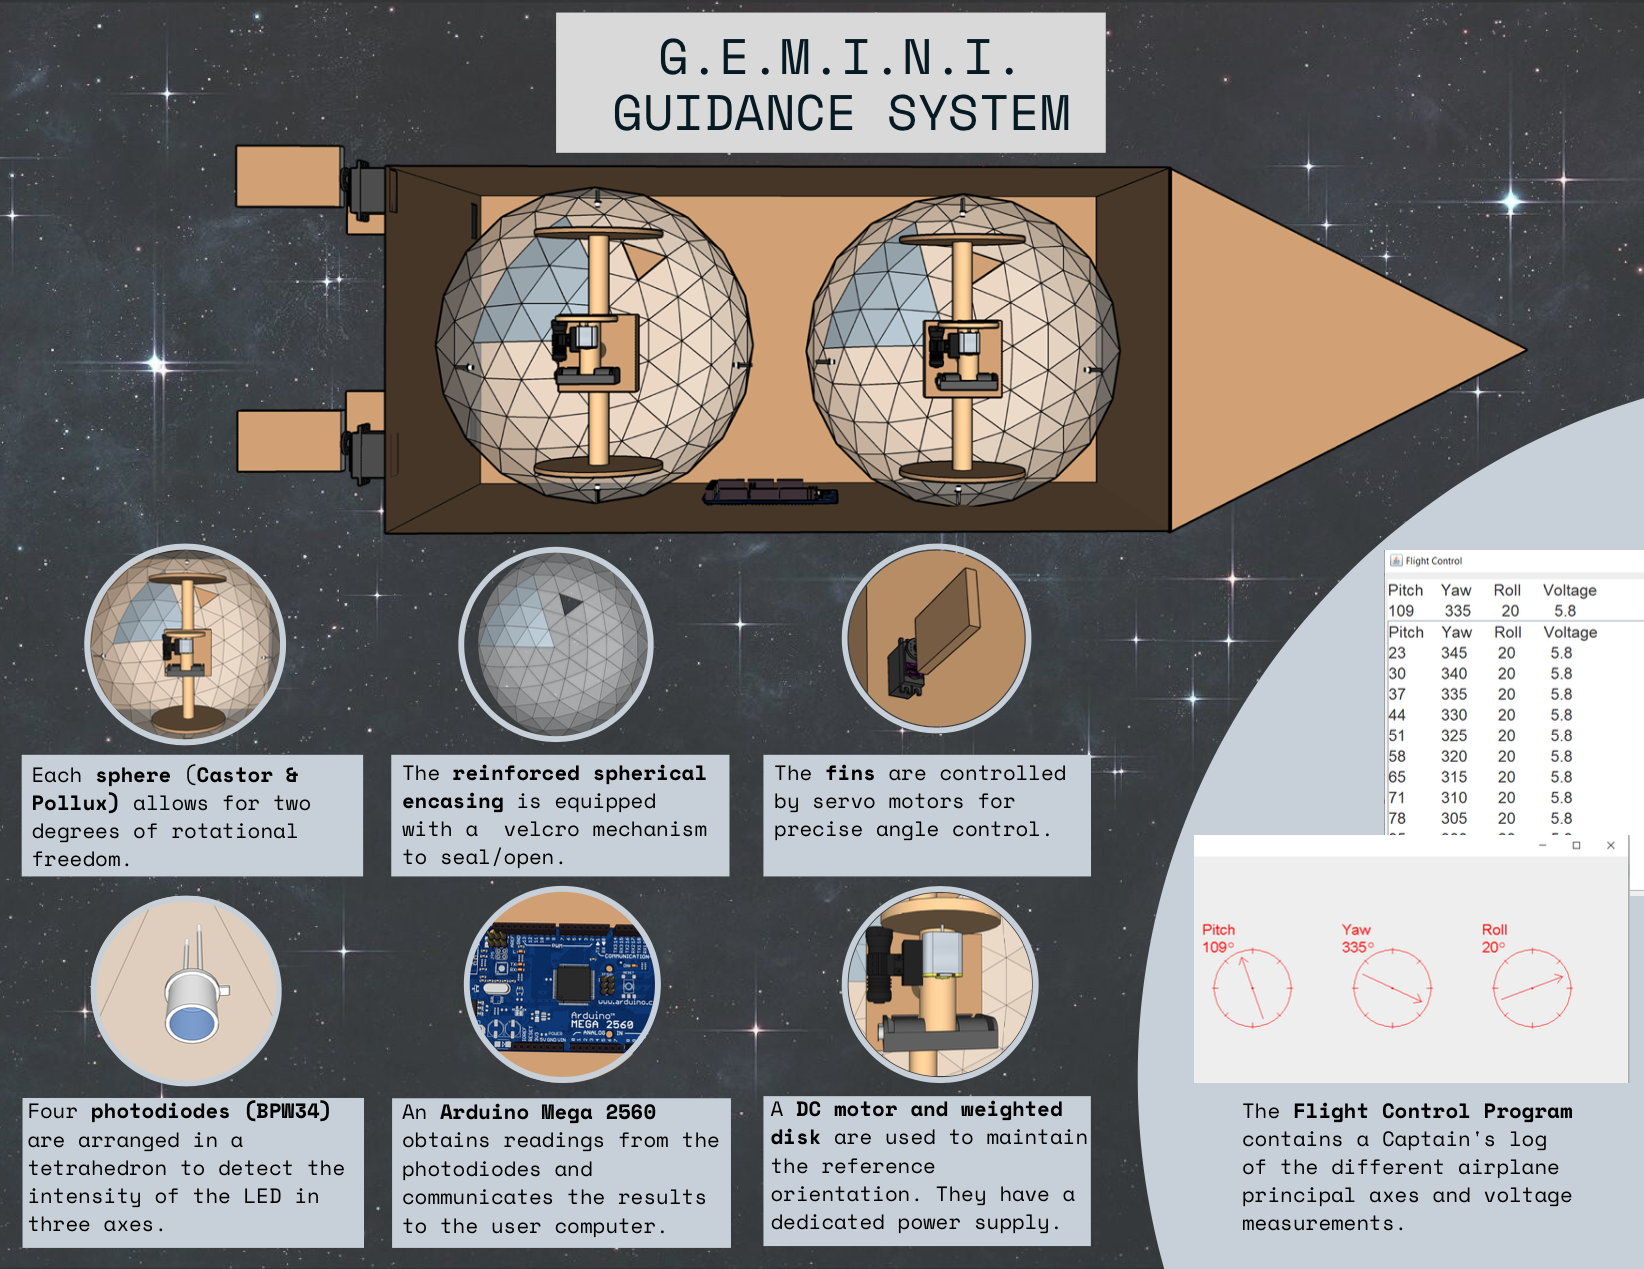 G.E.M.I.N.I.
GUIDANCE SYSTEM
Each sphere (Castor &
Pollux) allows for two
degrees of rotational
freedom.
The reinforced spherical
encasing is equipped
with a velcro mechanism
to seal/open.
The fins are controlled
by servo motors for
precise angle control.
Four photodiodes (BPW34)
are arranged in a
tetrahedron to detect the
intensity of the LED in
three axes.
PWM
COMMUNICATION
www.arduino.c
Arduino™
MEGA 2560
POWER
ANALOG IN
An Arduino Mega 2560
obtains readings from the
photodiodes and
communicates the results
to the user computer.
A DC motor and weighted
disk are used to maintain
the reference
orientation. They have a
dedicated power supply.
Flight Control
Pitch Yaw Roll Voltage
109 335 20 5.8
Pitch Yaw Roll Voltage
23 345 20 5.8
30 340 20 5.8
37 335 20 5.8
44 330 20 5.8
51 325 20 5.8
58 320 20 5.8
65 315 20 5.8
71 310 20 5.8
78 305 20 5.8
Pitch Yaw Roll
109° 335° 20°
The Flight Control Program
contains a Captain's log
of the different airplane
principal axes and voltage
measurements.